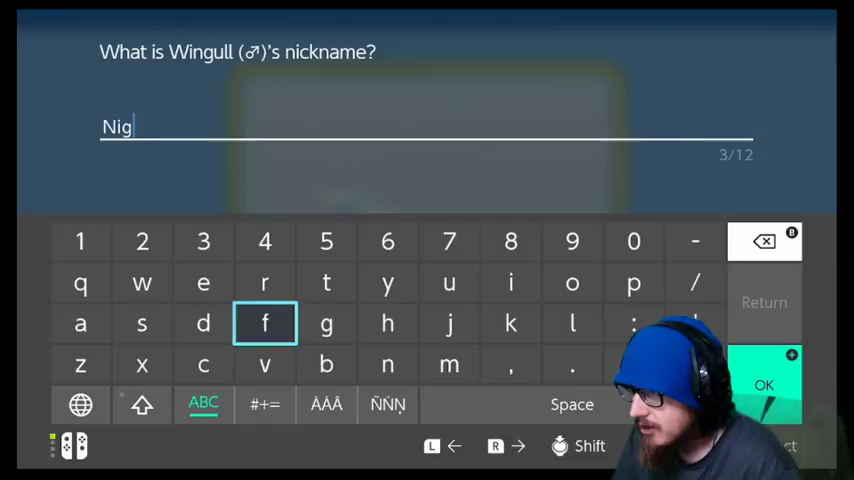 What is Wingull (♂)'s nickname?
Nig
3/12
1 2 3 4 5 6 7 8 9 0 -
q w e r t y u i o p /
Return
a s d f g h j k l :
z x c v b n m , .
OK
ABC #+= ÀÁÂ ÑŃŅ Space
L ← R → Shift